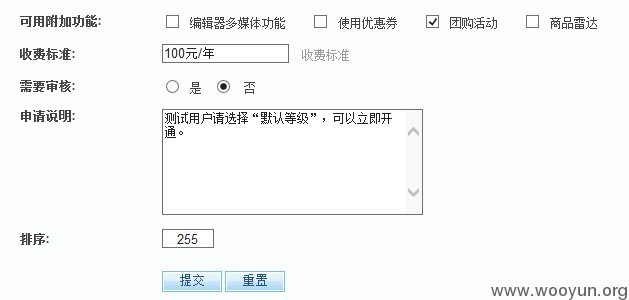 可用附加功能: 编辑器多媒体功能 使用优惠券 团购活动 商品雷达
收费标准: 100元/年 收费标准
需要审核: 是 否
申请说明: 测试用户请选择“默认等级”，可以立即开
通。
排序: 255
提交 重置
www.wooyun.org